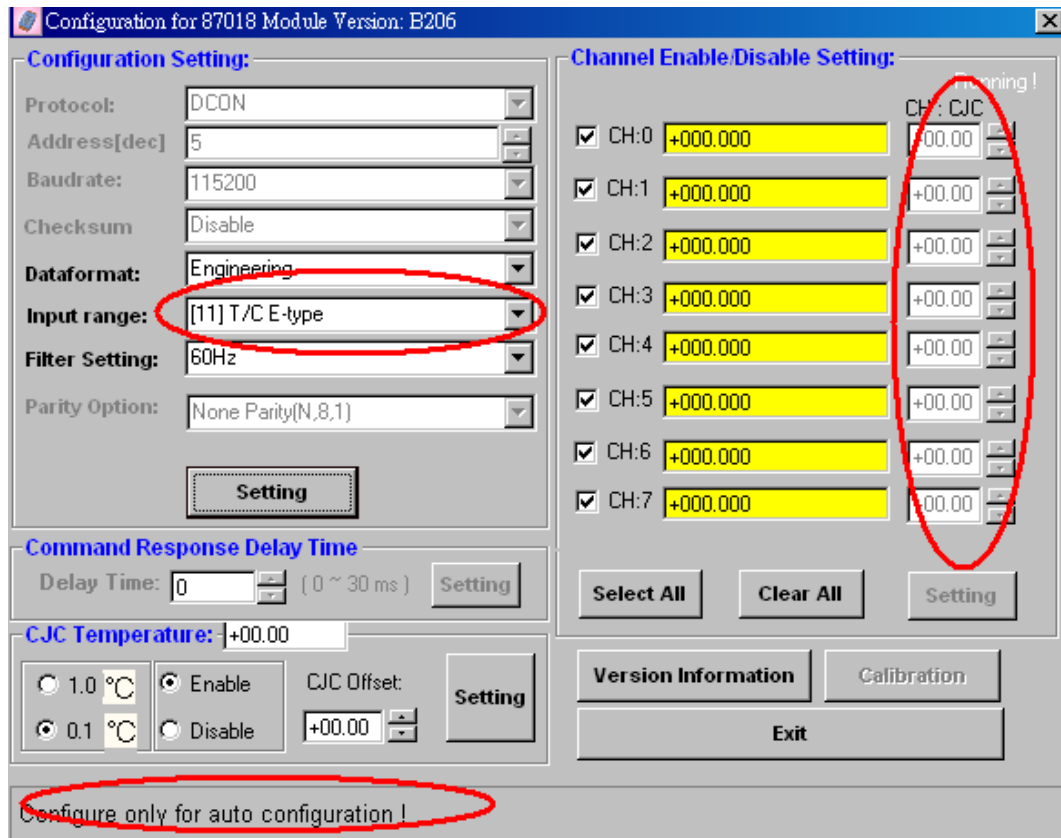 Configuration for 87018 Module Version: B206
Configuration Setting:
Protocol: DCON
Address[dec] 5
Baudrate: 115200
Checksum Disable
Dataformat: Engineering
Input range: [11] T/C E-type
Filter Setting: 60Hz
Parity Option: None Parity(N,8,1)
Setting
Command Response Delay Time
Delay Time: 0 ( 0 ~ 30 ms ) Setting
CJC Temperature: +00.00
1.0 °C Enable CJC Offset: Setting
0.1 °C Disable +00.00
Channel Enable/Disable Setting:
Running !
CJC
CH:0 +000.000 +00.00
CH:1 +000.000 +00.00
CH:2 +000.000 +00.00
CH:3 +000.000 +00.00
CH:4 +000.000 +00.00
CH:5 +000.000 +00.00
CH:6 +000.000 +00.00
CH:7 +000.000 +00.00
Select All Clear All Setting
Version Information Calibration
Exit
Configure only for auto configuration !